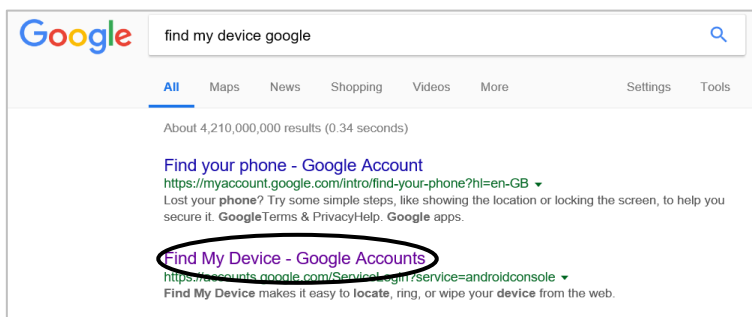 Google
find my device google
All Maps News Shopping Videos More Settings Tools
About 4,210,000,000 results (0.34 seconds)
Find your phone - Google Account
https://myaccount.google.com/intro/find-your-phone?hl=en-GB
Lost your phone? Try some simple steps, like showing the location or locking the screen, to help you
secure it. GoogleTerms & PrivacyHelp. Google apps.
Find My Device - Google Accounts
https://accounts.google.com/ServiceLogin?service=androidconsole
Find My Device makes it easy to locate, ring, or wipe your device from the web.